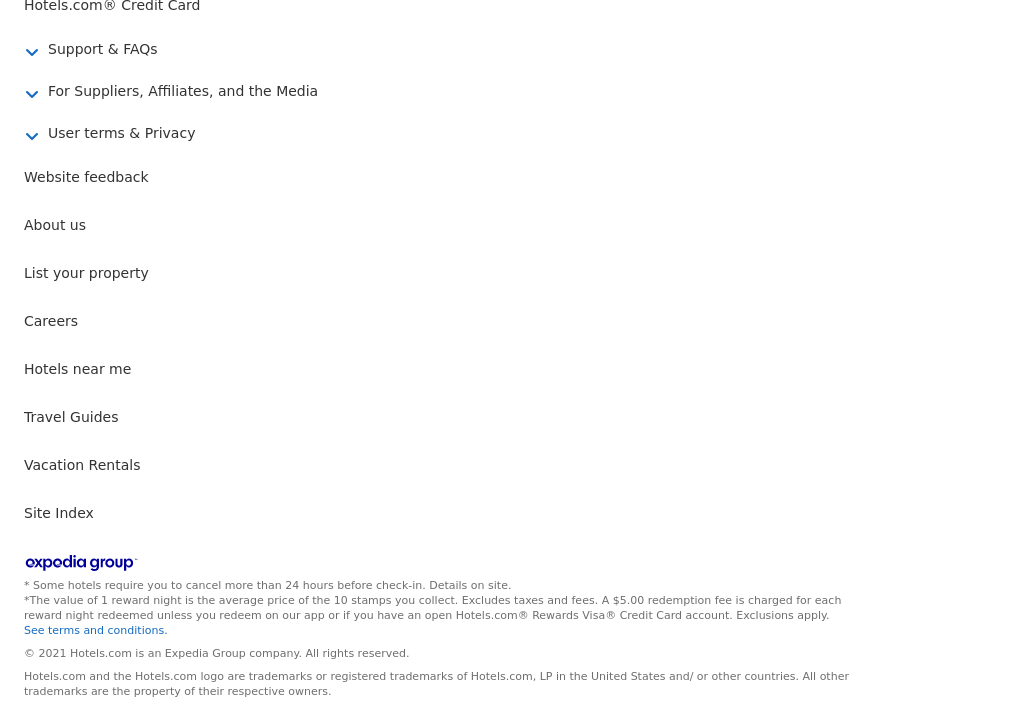 Hotels.com® Credit Card
Support & FAQs
For Suppliers, Affiliates, and the Media
User terms & Privacy
Website feedback
About us
List your property
Careers
Hotels near me
Travel Guides
Vacation Rentals
Site Index
expedia group™
* Some hotels require you to cancel more than 24 hours before check-in. Details on site.
*The value of 1 reward night is the average price of the 10 stamps you collect. Excludes taxes and fees. A $5.00 redemption fee is charged for each
reward night redeemed unless you redeem on our app or if you have an open Hotels.com® Rewards Visa® Credit Card account. Exclusions apply.
See terms and conditions.
© 2021 Hotels.com is an Expedia Group company. All rights reserved.
Hotels.com and the Hotels.com logo are trademarks or registered trademarks of Hotels.com, LP in the United States and/ or other countries. All other
trademarks are the property of their respective owners.